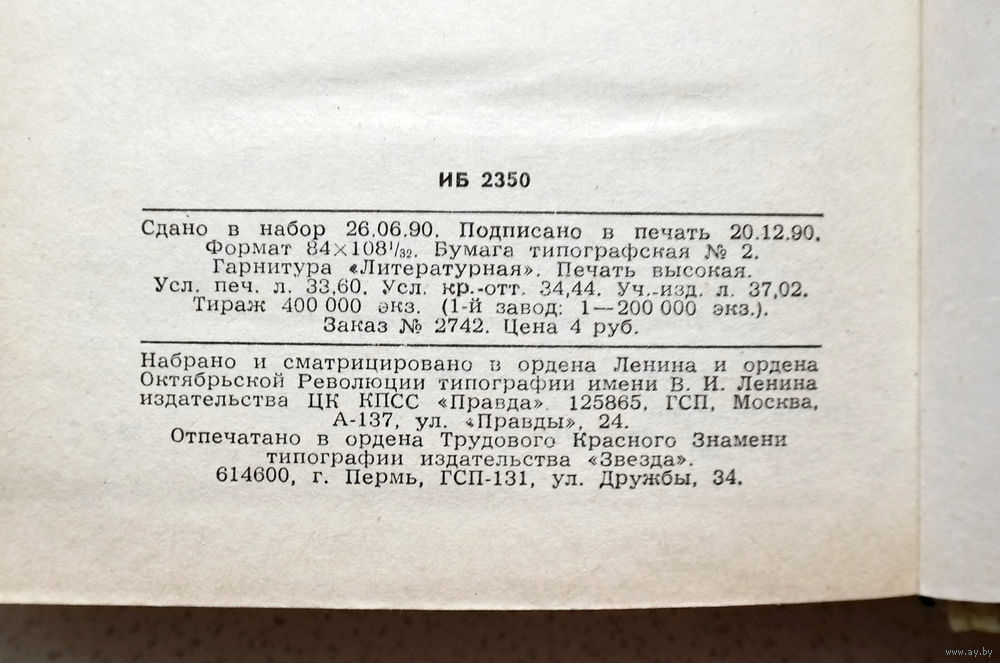 ИБ 2350
Сдано в набор 26.06.90. Подписано в печать 20.12.90.
Формат 84×108¹/₃₂. Бумага типографская № 2.
Гарнитура «Литературная». Печать высокая.
Усл. печ. л. 33,60. Усл. кр.-отт. 34,44. Уч.-изд. л. 37,02.
Тираж 400 000 экз. (1-й завод: 1—200 000 экз.).
Заказ № 2742. Цена 4 руб.
Набрано и сматрицировано в ордена Ленина и ордена
Октябрьской Революции типографии имени В. И. Ленина
издательства ЦК КПСС «Правда». 125865, ГСП, Москва,
А-137, ул. «Правды», 24.
Отпечатано в ордена Трудового Красного Знамени
типографии издательства «Звезда».
614600, г. Пермь, ГСП-131, ул. Дружбы, 34.
www.ay.by